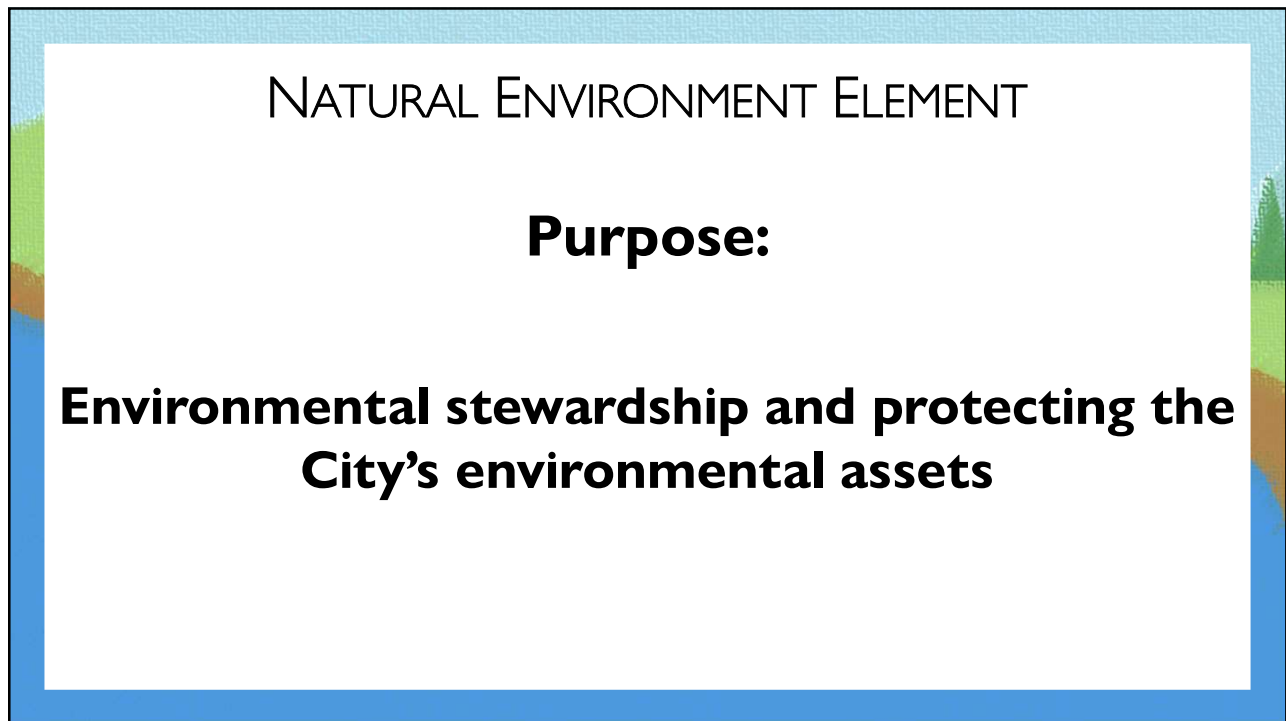 NATURAL ENVIRONMENT ELEMENT
Purpose:
Environmental stewardship and protecting the
City’s environmental assets